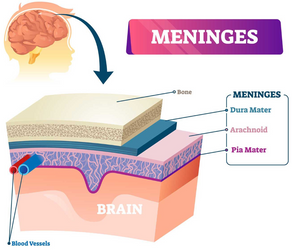 MENINGES
Bone
MENINGES
Dura Mater
Arachnoid
Pia Mater
BRAIN
Blood Vessels